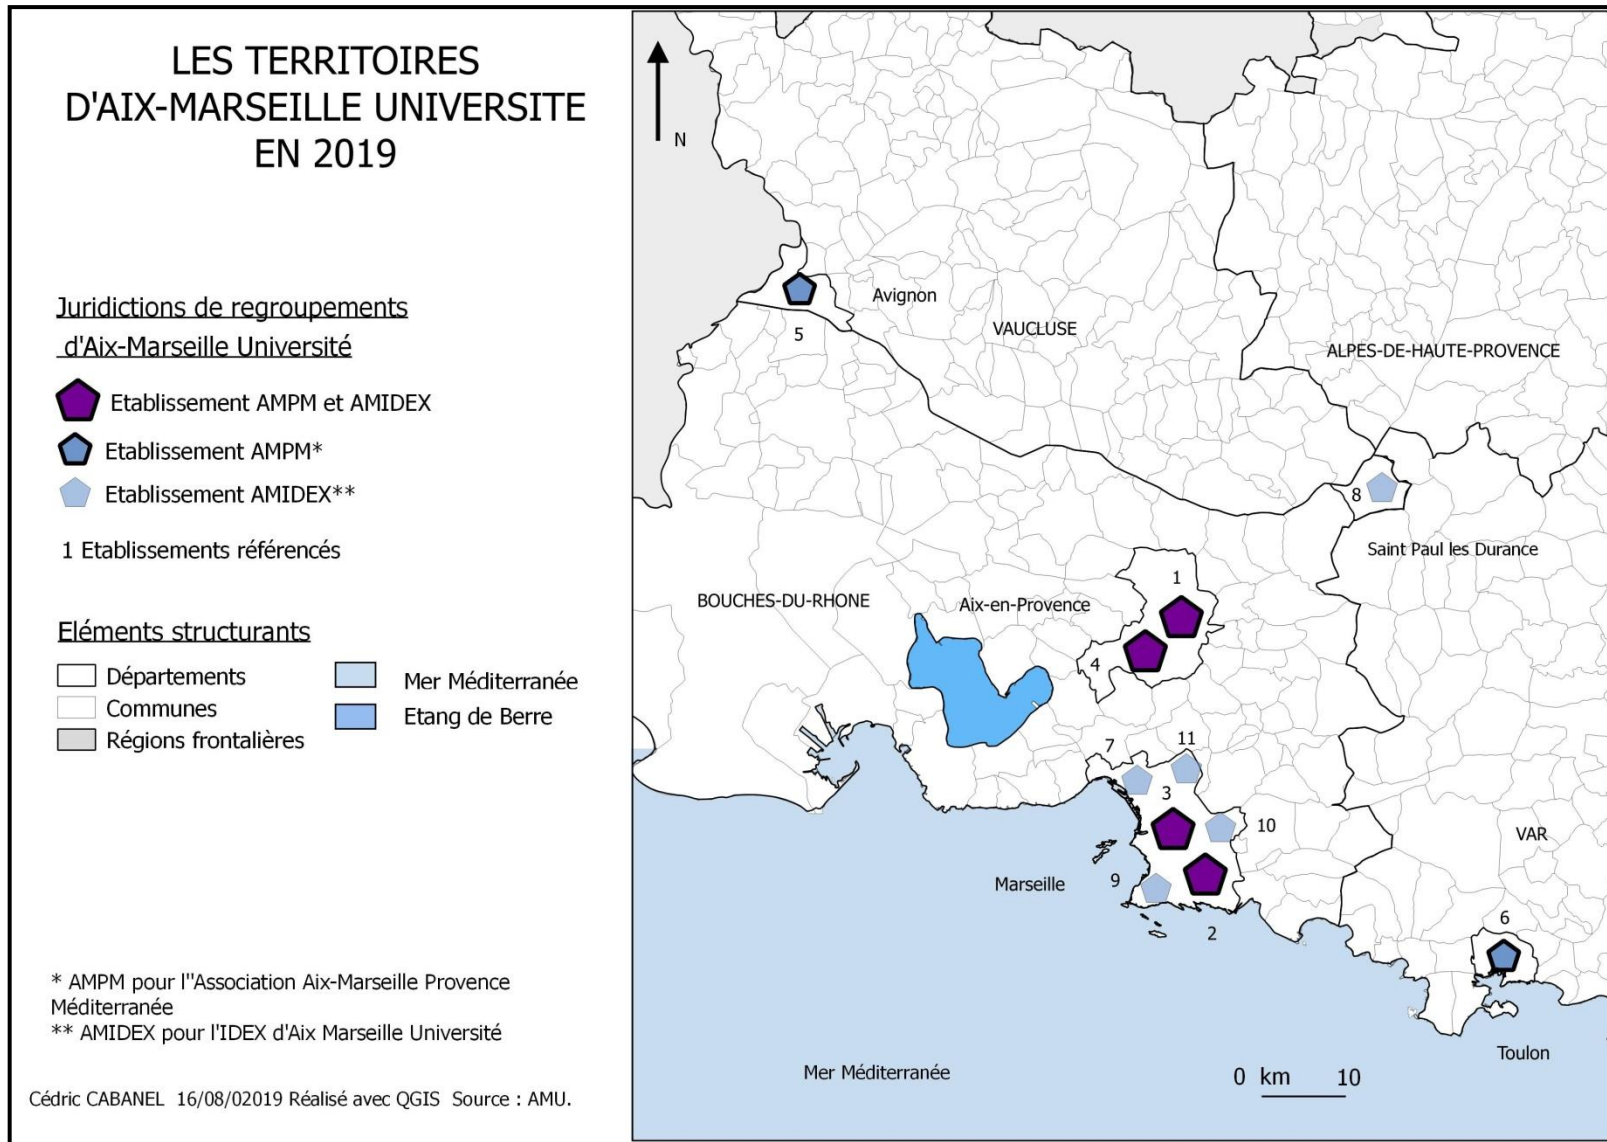 LES TERRITOIRES
D'AIX-MARSEILLE UNIVERSITE
EN 2019
Juridictions de regroupements
d'Aix-Marseille Université
Etablissement AMPM et AMIDEX
Etablissement AMPM*
Etablissement AMIDEX**
1 Etablissements référencés
Eléments structurants
Départements
Communes
Régions frontalières
Mer Méditerranée
Etang de Berre
* AMPM pour l''Association Aix-Marseille Provence
Méditerranée
** AMIDEX pour l'IDEX d'Aix Marseille Université
Cédric CABANEL 16/08/02019 Réalisé avec QGIS Source : AMU.
N
Avignon
5
VAUCLUSE
ALPES-DE-HAUTE-PROVENCE
8
Saint Paul les Durance
1
BOUCHES-DU-RHONE
Aix-en-Provence
4
7
11
3
10
VAR
Marseille
9
2
6
Toulon
Mer Méditerranée
0 km 10